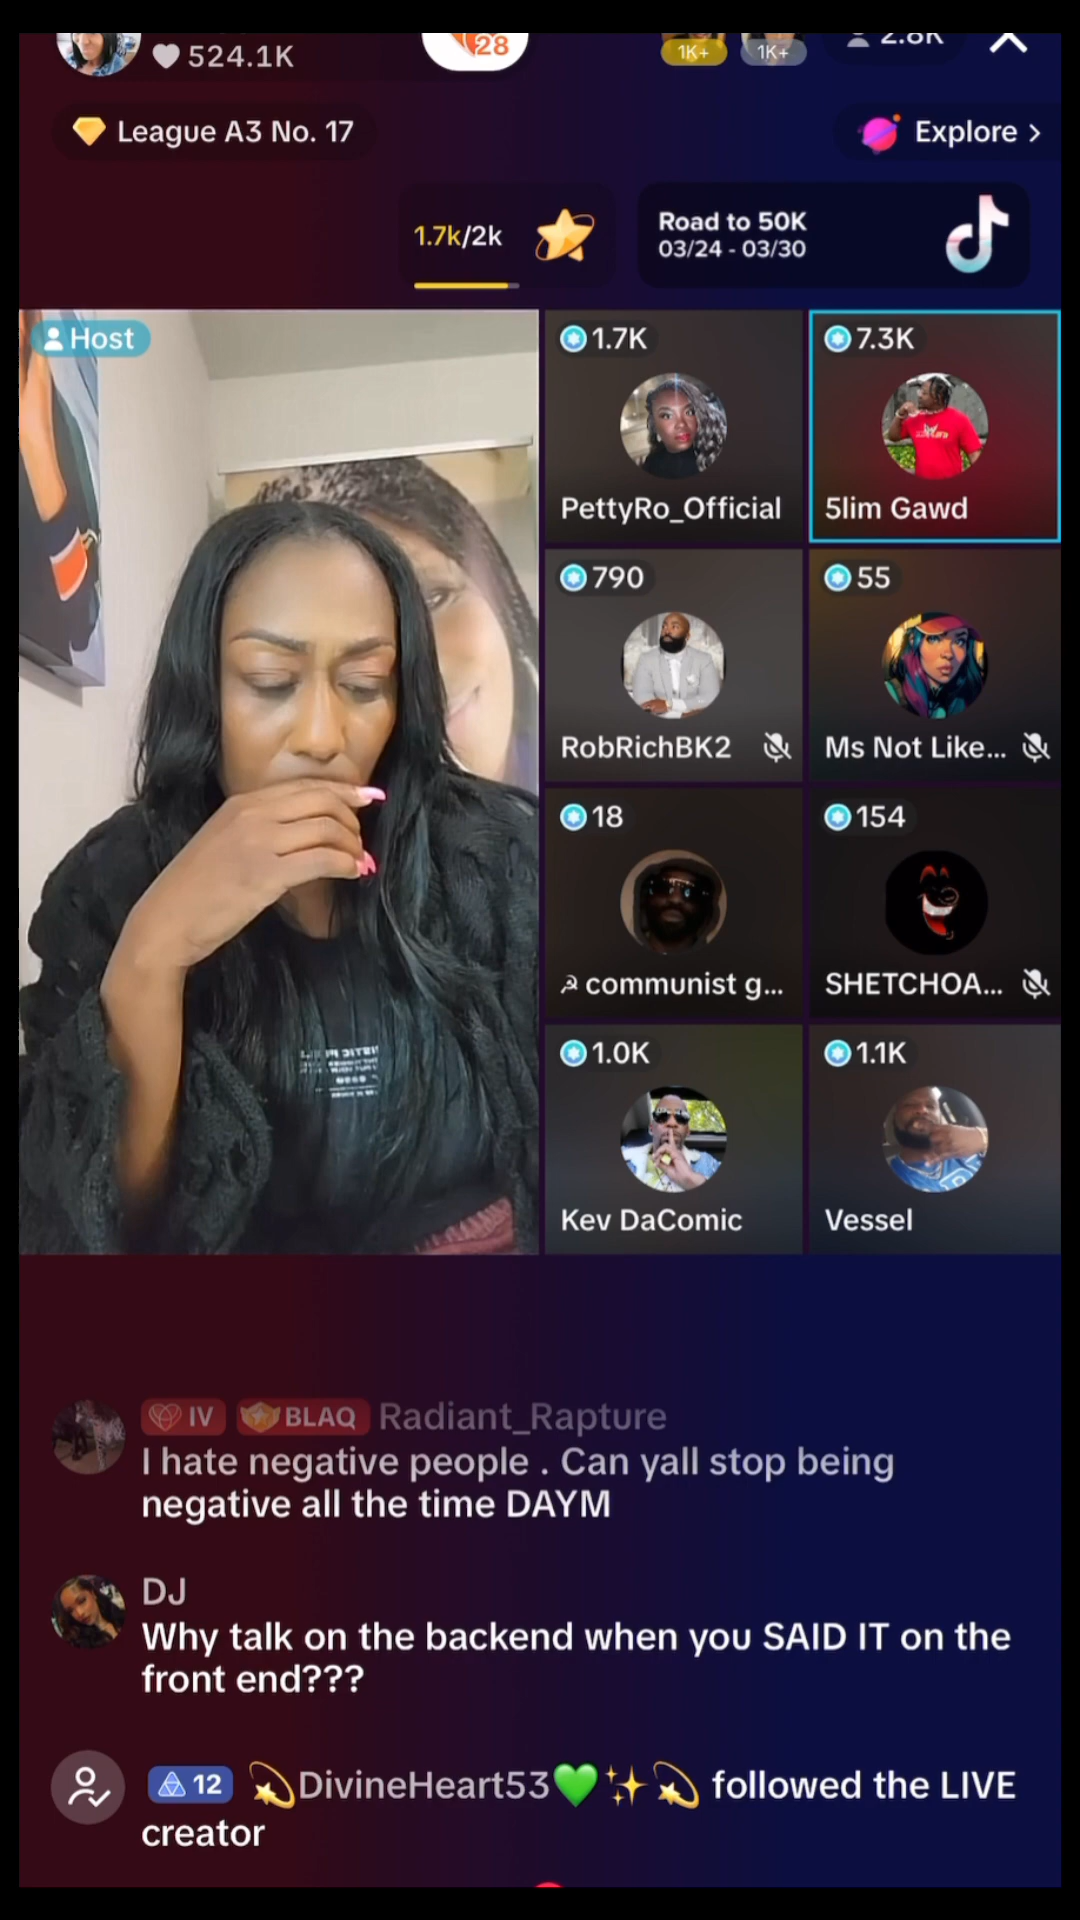 524.1K
28
1K+
1K+
2.8K
League A3 No. 17
Explore >
1.7k/2k
Road to 50K
03/24 - 03/30
Host
1.7K
PettyRo_Official
7.3K
5lim Gawd
790
RobRichBK2
55
Ms Not Like...
18
☭ communist g...
154
SHETCHOA...
1.0K
Kev DaComic
1.1K
Vessel
IV BLAQ Radiant_Rapture
I hate negative people . Can yall stop being
negative all the time DAYM
DJ
Why talk on the backend when you SAID IT on the
front end???
12 💫DivineHeart53💚✨💫 followed the LIVE
creator